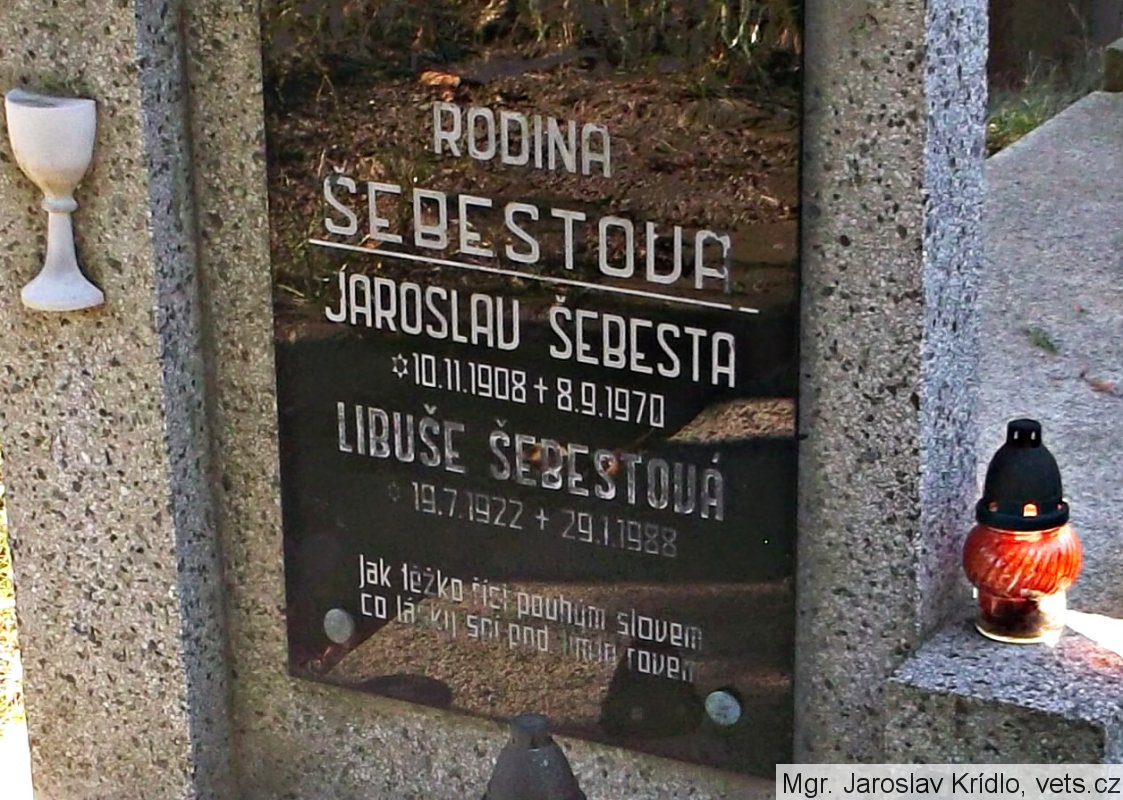 RODINA
ŠEBESTOVA
JAROSLAV ŠEBESTA
✡10.11.1908 + 8.9.1970
LIBUŠE ŠEBESTOVÁ
✡ 19.7.1922 + 29.1.1988
Jak těžko říci pouhým slovem
co lásky spí pod tímto rovem
Mgr. Jaroslav Krídlo, vets.cz